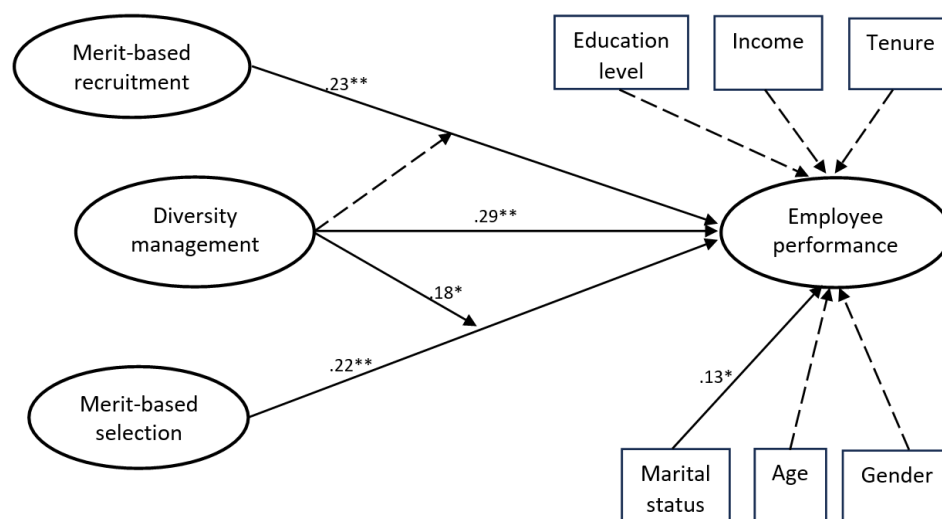 Merit-based
recruitment
Education
level
Income
Tenure
.23**
Diversity
management
.29**
Employee
performance
.18*
.22**
.13*
Merit-based
selection
Marital
status
Age
Gender